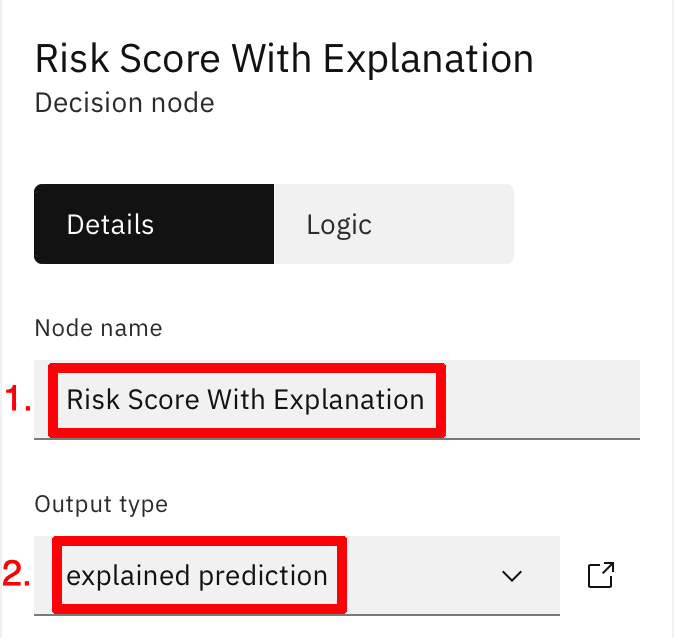 Risk Score With Explanation
Decision node
Details
Logic
Node name
1.
Risk Score With Explanation
Output type
2.
explained prediction